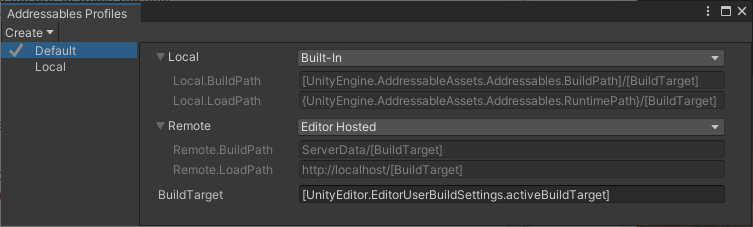 Addressables Profiles
Create
Default
Local
Local Built-In
Local.BuildPath [UnityEngine.AddressableAssets.Addressables.BuildPath]/[BuildTarget]
Local.LoadPath {UnityEngine.AddressableAssets.Addressables.RuntimePath}/[BuildTarget]
Remote Editor Hosted
Remote.BuildPath ServerData/[BuildTarget]
Remote.LoadPath http://localhost/[BuildTarget]
BuildTarget [UnityEditor.EditorUserBuildSettings.activeBuildTarget]